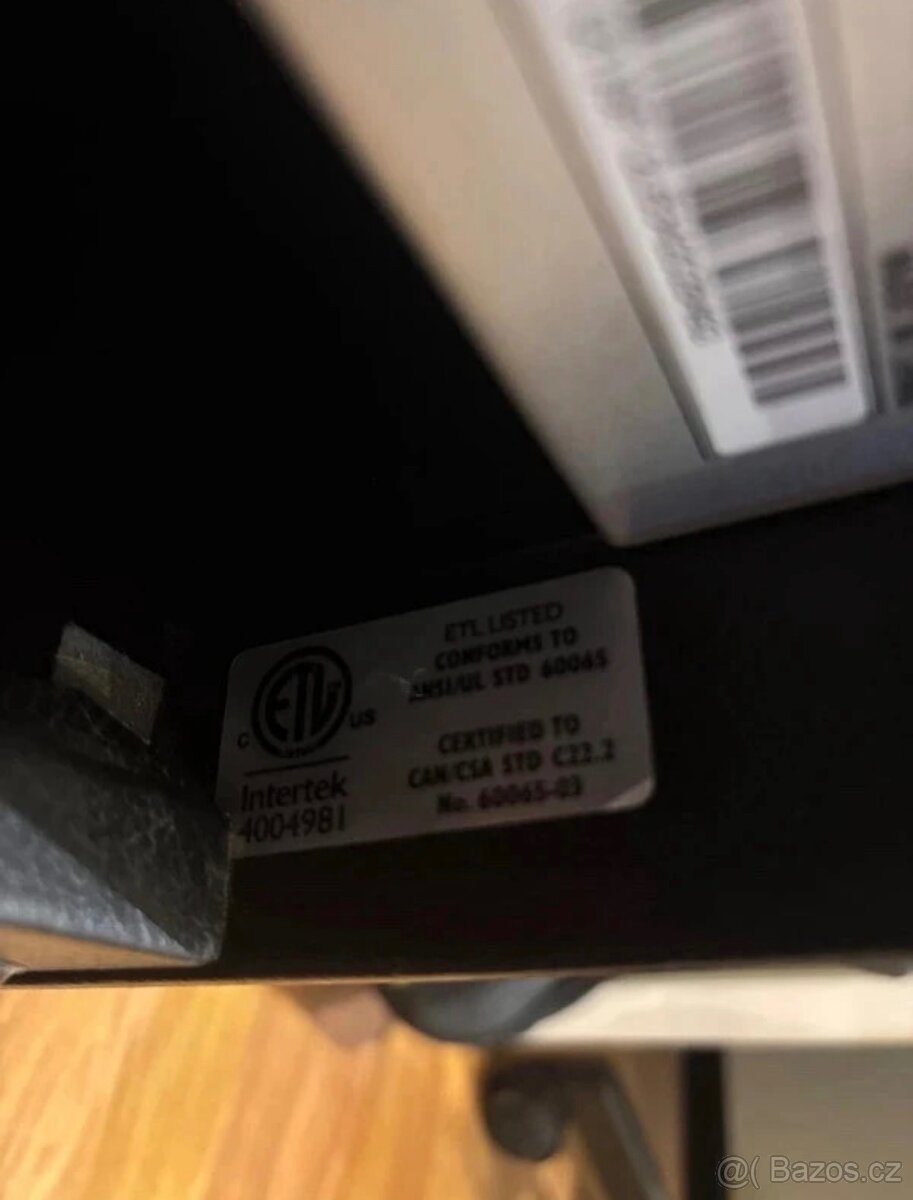 ETL LISTED
CONFORMS TO
ANSI/UL STD 60065
CERTIFIED TO
CAN/CSA STD C22.2
No. 60065-03
c ETL US
Intertek
4004981
@( Bazos.cz